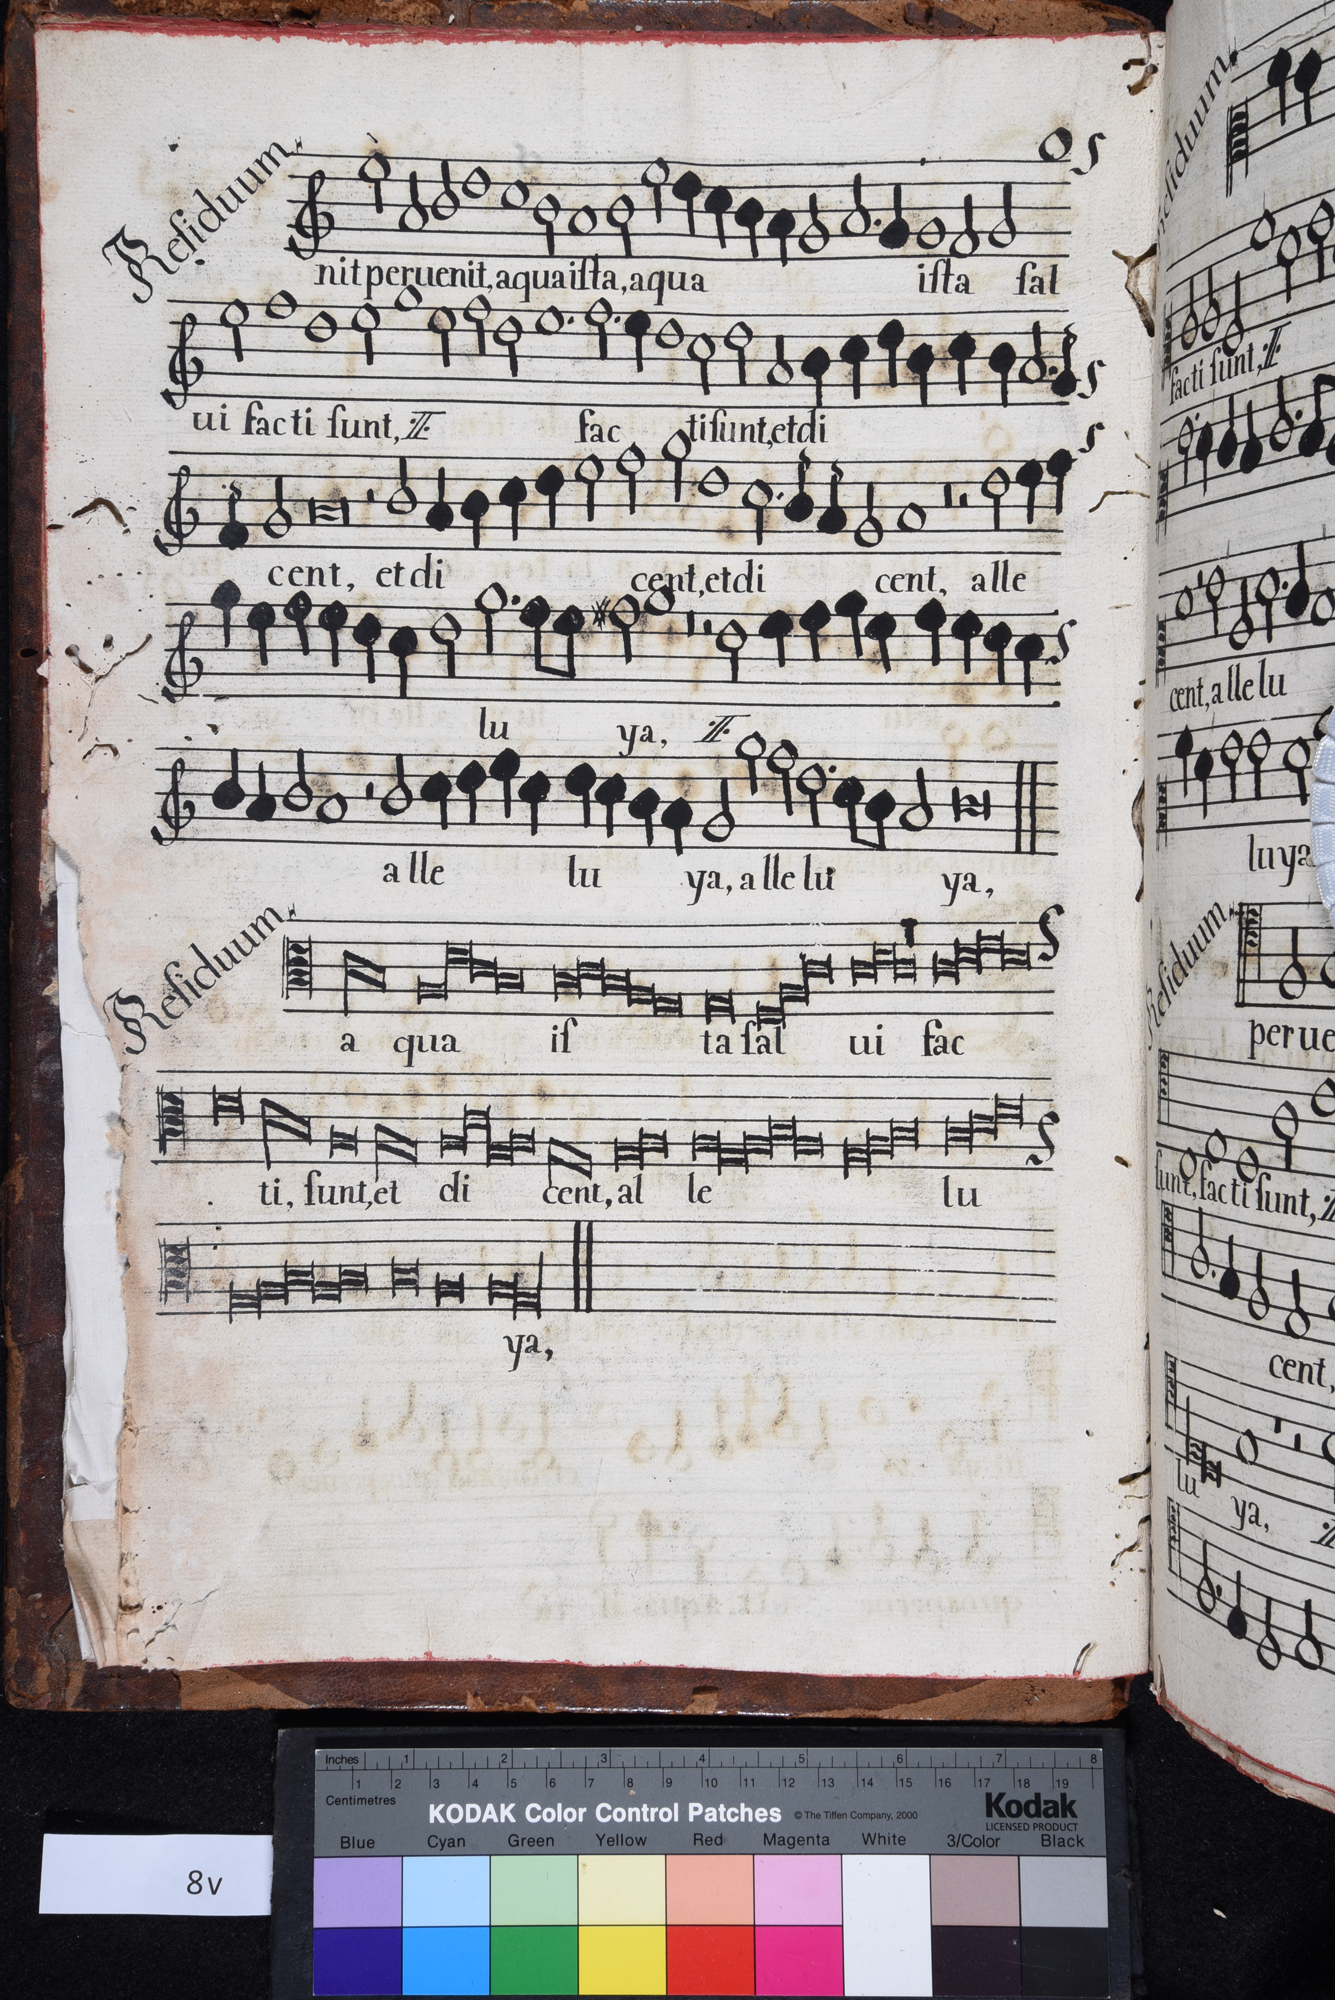 Residuum.
nit peruenit, aqua ista, aqua ista sal
ui facti sunt, :II: fac ti sunt, et di
cent, et di cent, et di cent, alle
lu ya, :II:
alle lu ya, alle lu ya,
Residuum.
a qua is ta sal ui fac
ti, sunt, et di cent, al le lu
ya,
Residuum.
facti sunt, :II:
cent, alle lu
lu ya
Residuum.
perue
sunt, facti sunt, :II:
cent,
lu ya,
8v
Inches 1 2 3 4 5 6 7 8
Centimetres 1 2 3 4 5 6 7 8 9 10 11 12 13 14 15 16 17 18 19
KODAK Color Control Patches © The Tiffen Company, 2000 Kodak
LICENSED PRODUCT
Blue Cyan Green Yellow Red Magenta White 3/Color Black